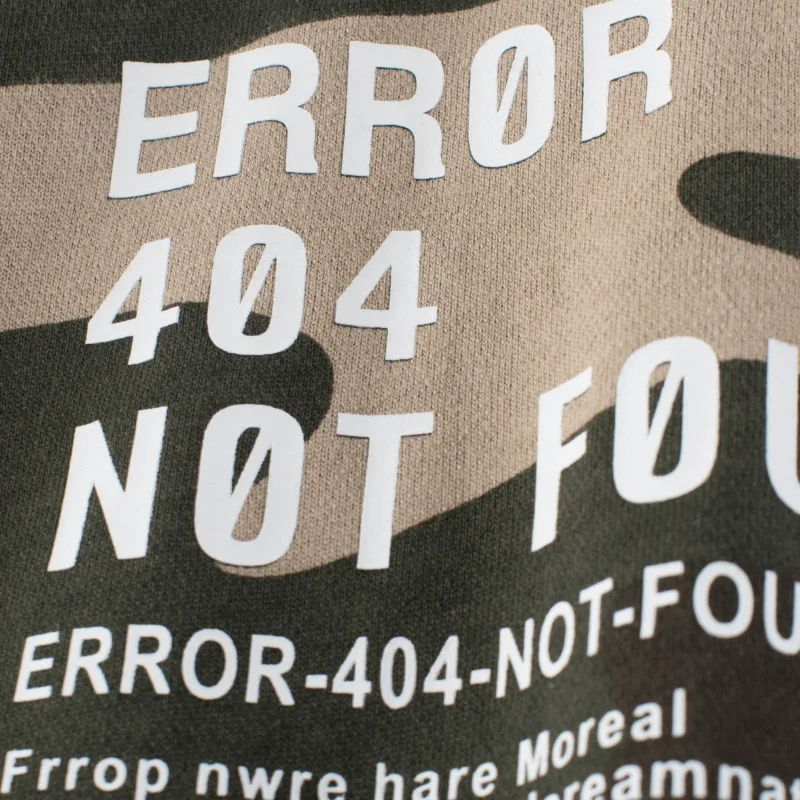 ERRØR
4Ø4
NØT FØU
ERROR-404-NOT-FOU
Frrop nwre hare Moreal